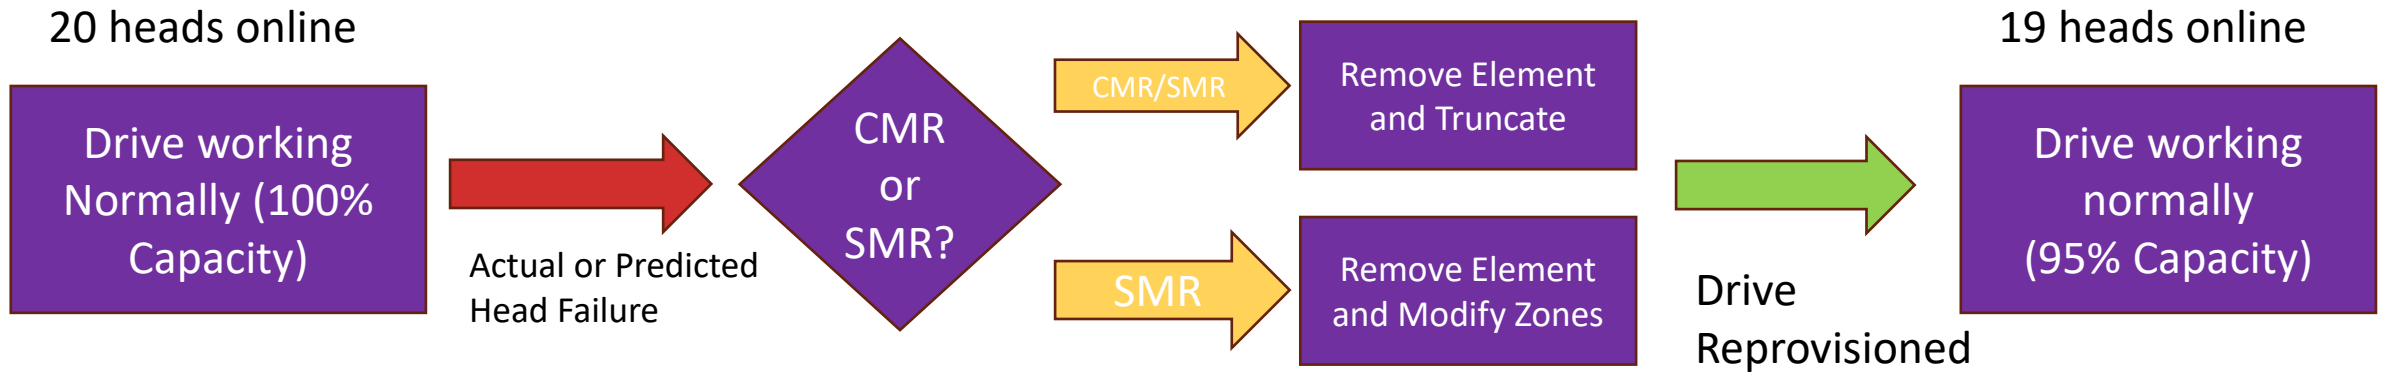 20 heads online
Drive working
Normally (100%
Capacity)
Actual or Predicted
Head Failure
CMR
or
SMR?
CMR/SMR
Remove Element
and Truncate
SMR
Remove Element
and Modify Zones
Drive
Reprovisioned
19 heads online
Drive working
normally
(95% Capacity)